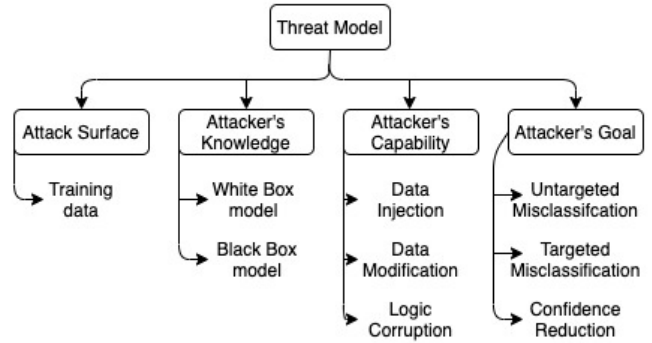 Threat Model
Attack Surface
Training
data
Attacker's
Knowledge
White Box
model
Black Box
model
Attacker's
Capability
Data
Injection
Data
Modification
Logic
Corruption
Attacker's Goal
Untargeted
Misclassifcation
Targeted
Misclassification
Confidence
Reduction